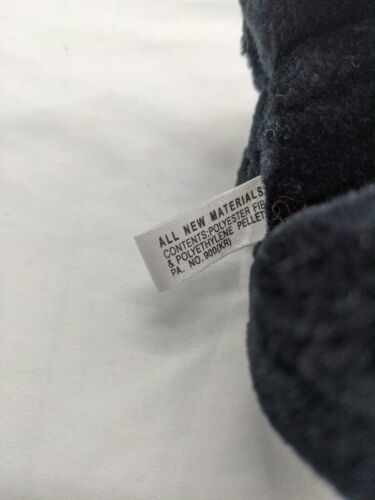 ALL NEW MATERIALS
CONTENTS:POLYESTER FIB
& POLYETHYLENE PELLET
PA. NO. 900(KR)